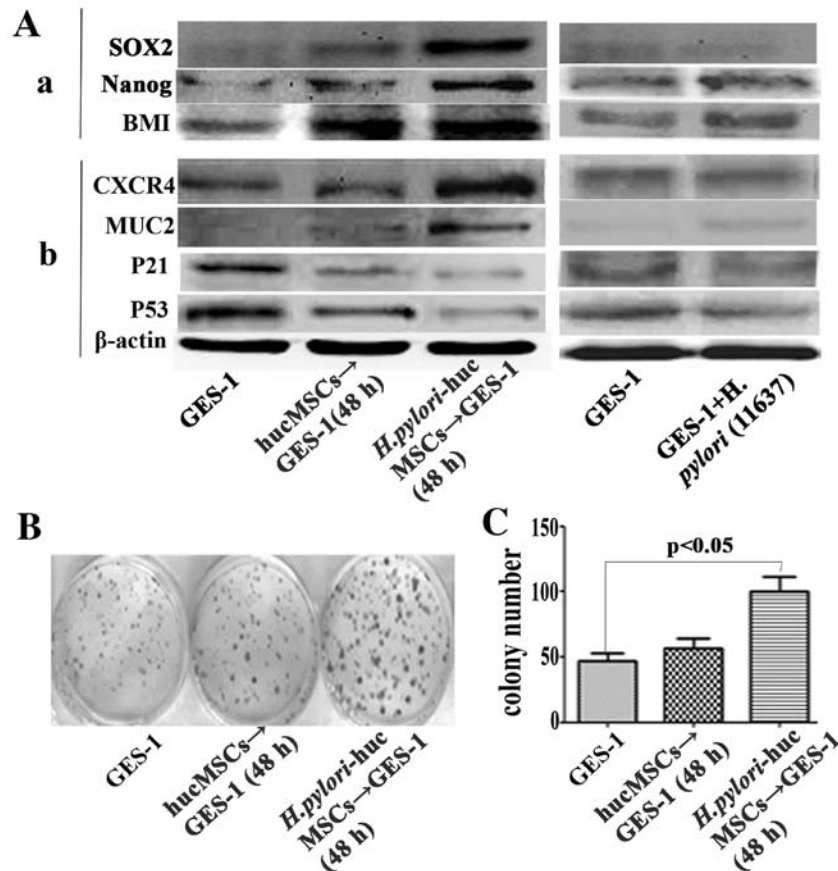 A
a
SOX2
Nanog
BMI
b
CXCR4
MUC2
P21
P53
β-actin
GES-1
hucMSCs→
GES-1(48 h)
H.pylori-huc
MSCs→GES-1
(48 h)
GES-1
GES-1+H.
pylori (11637)
B
GES-1
hucMSCs→
GES-1 (48 h)
H.pylori-huc
MSCs→GES-1
(48 h)
C
colony number
150
100
50
0
p<0.05
GES-1
hucMSCs→
GES-1 (48 h)
H.pylori-huc
MSCs→GES-1
(48 h)